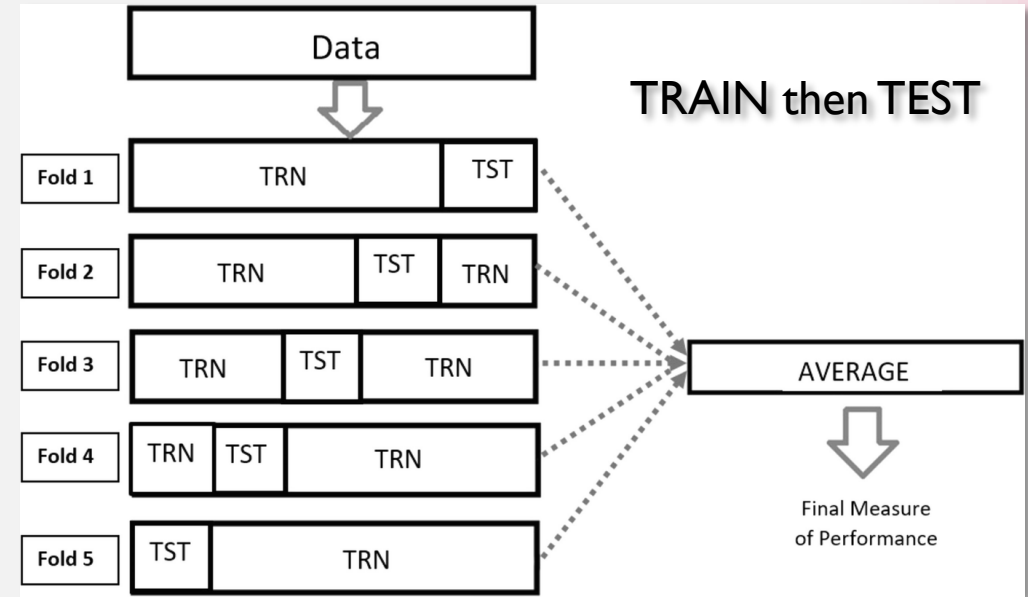 Data
TRAIN then TEST
Fold 1
TRN
TST
Fold 2
TRN
TST
TRN
Fold 3
TRN
TST
TRN
AVERAGE
Fold 4
TRN
TST
TRN
Final Measure
of Performance
Fold 5
TST
TRN